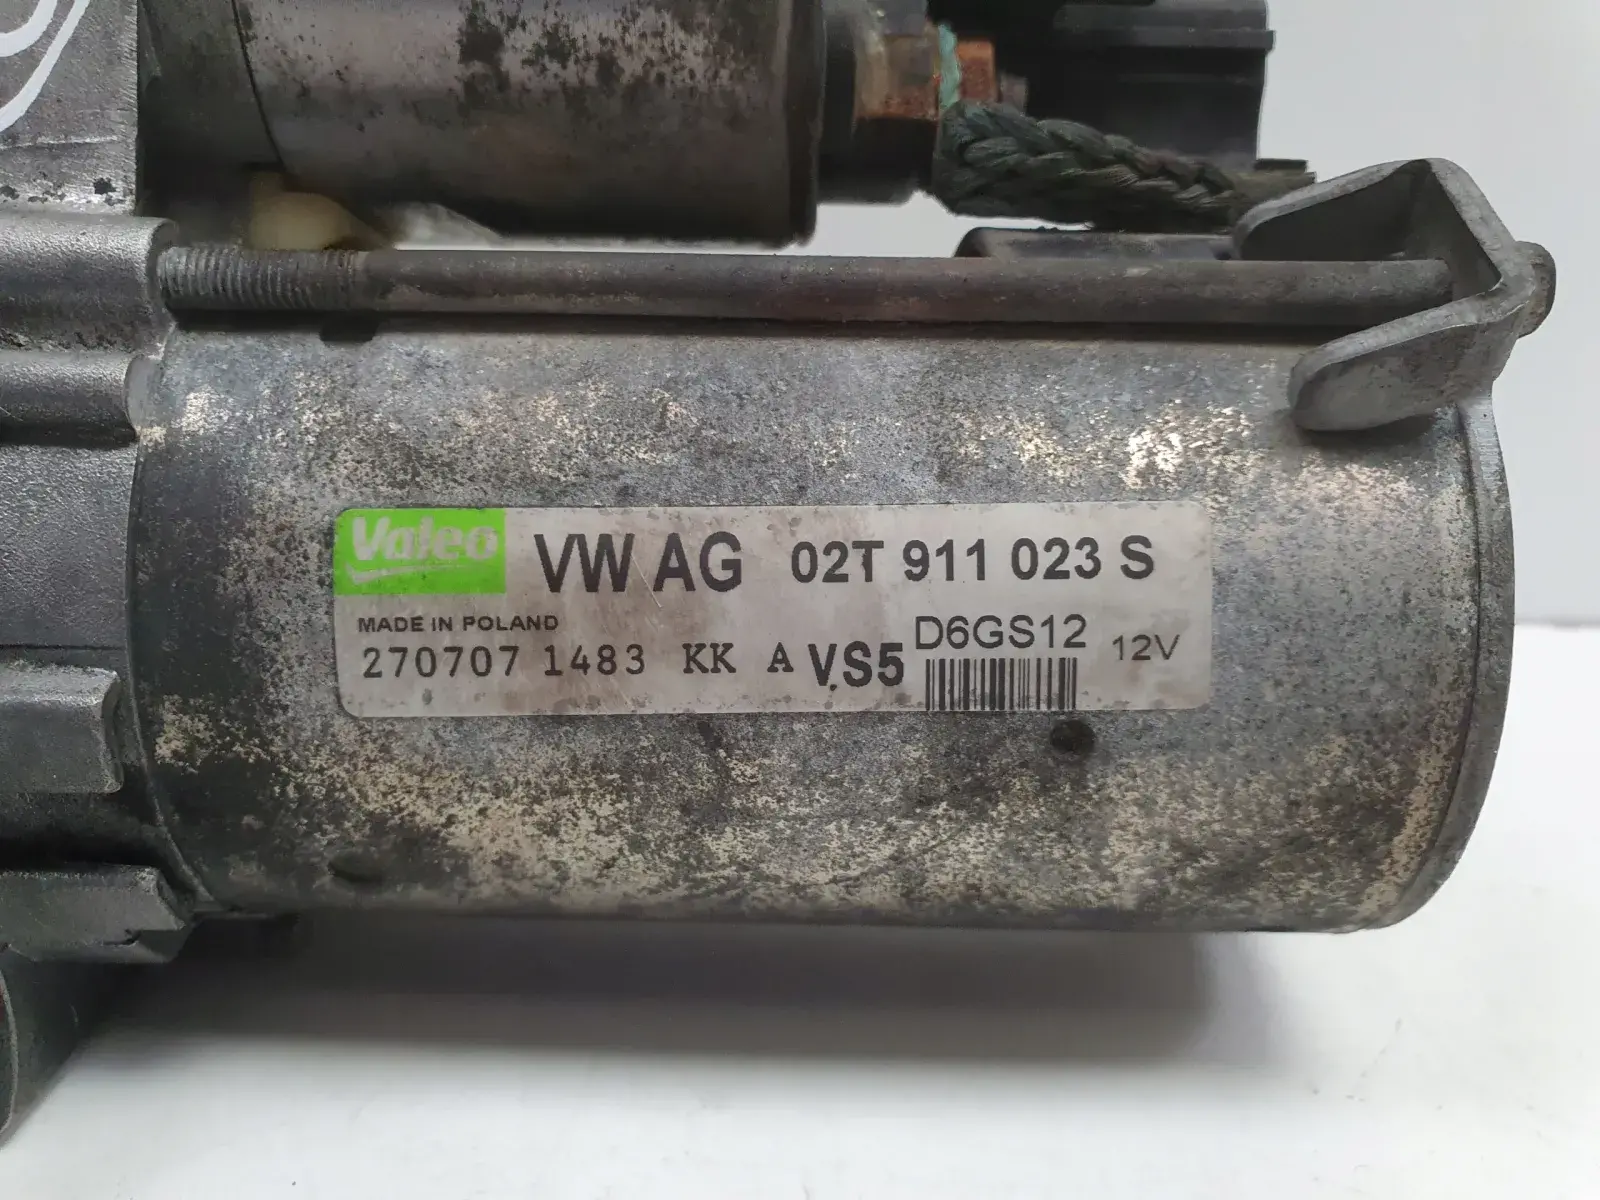 Valeo VW AG 02T 911 023 S
MADE IN POLAND D6GS12 12V
270707 1483 KK A VS5